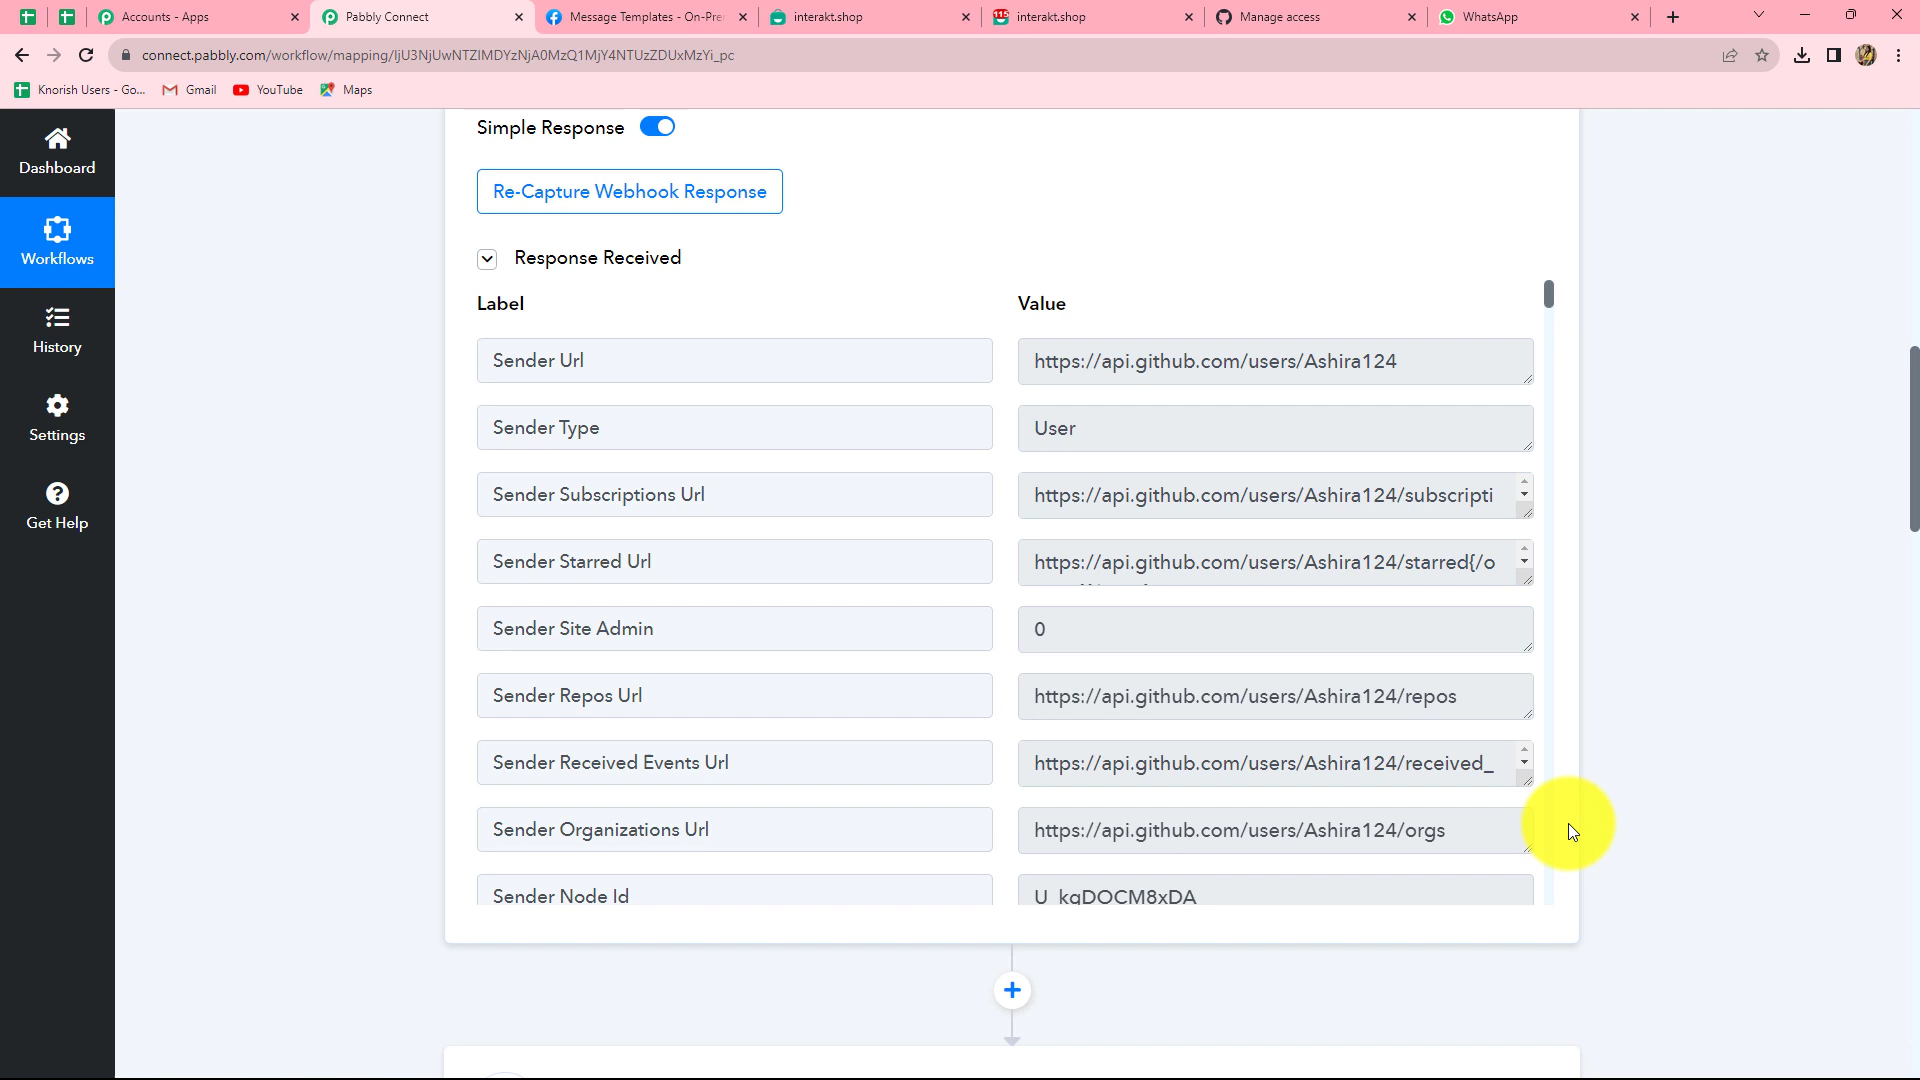 Accounts - Apps
Pabbly Connect
Message Templates - On-Pre
interakt.shop
115
interakt.shop
Manage access
WhatsApp
connect.pabbly.com/workflow/mapping/IjU3NjUwNTZlMDYzNjA0MzQ1MjY4NTUzZDUxMzYi_pc
Knorish Users - Go...
Gmail
YouTube
Maps
Dashboard
Workflows
History
Settings
Get Help
Simple Response
Re-Capture Webhook Response
Response Received
Label Value
Sender Url https://api.github.com/users/Ashira124
Sender Type User
Sender Subscriptions Url https://api.github.com/users/Ashira124/subscripti
Sender Starred Url https://api.github.com/users/Ashira124/starred{/o
Sender Site Admin 0
Sender Repos Url https://api.github.com/users/Ashira124/repos
Sender Received Events Url https://api.github.com/users/Ashira124/received_
Sender Organizations Url https://api.github.com/users/Ashira124/orgs
Sender Node Id U_kgDOCM8xDA